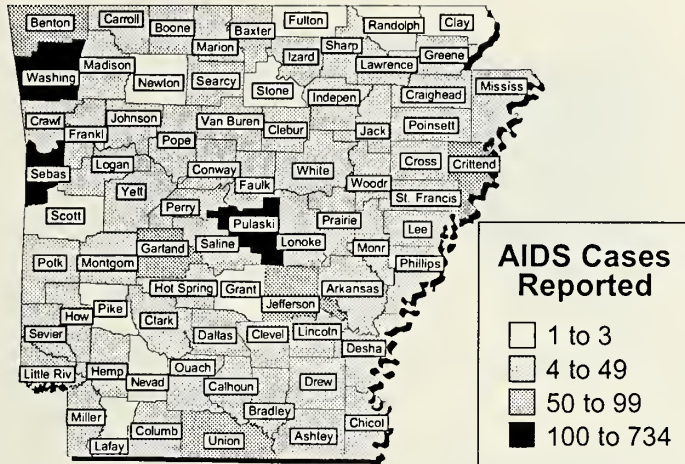 Benton
Carroll
Boone
Baxter
Fulton
Randolph
Clay
Marion
Sharp
Izard
Greene
Washing
Madison
Newton
Searcy
Stone
Lawrence
Mississ
Indepen
Craighead
Crawf
Frankl
Johnson
Van Buren
Clebur
Jack
Poinsett
Pope
Sebas
Logan
Conway
White
Cross
Crittend
Yell
Faulk
Woodr
St. Francis
Scott
Perry
Pulaski
Prairie
Lee
Garland
Saline
Lonoke
Monr
Polk
Montgom
Phillips
Hot Spring
Grant
Arkansas
Jefferson
How
Pike
Clark
Sevier
Dallas
Clevel
Lincoln
Desha
Little Riv
Hemp
Nevad
Ouach
Calhoun
Drew
Miller
Bradley
Lafay
Columb
Union
Ashley
Chicol
AIDS Cases
Reported
1 to 3
4 to 49
50 to 99
100 to 734